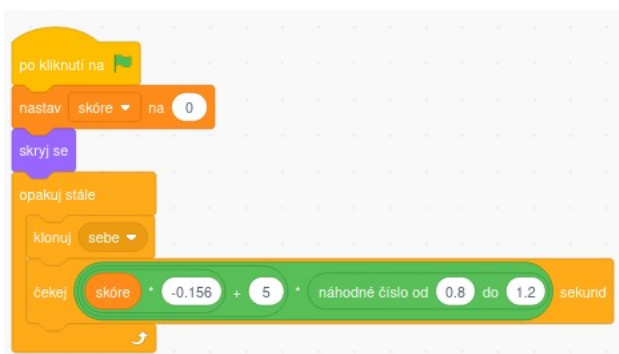 po kliknutí na
nastav skóre na 0
skryj se
opakuj stále
klonuj sebe
čekej skóre * -0.156 + 5 * náhodné číslo od 0.8 do 1.2 sekund